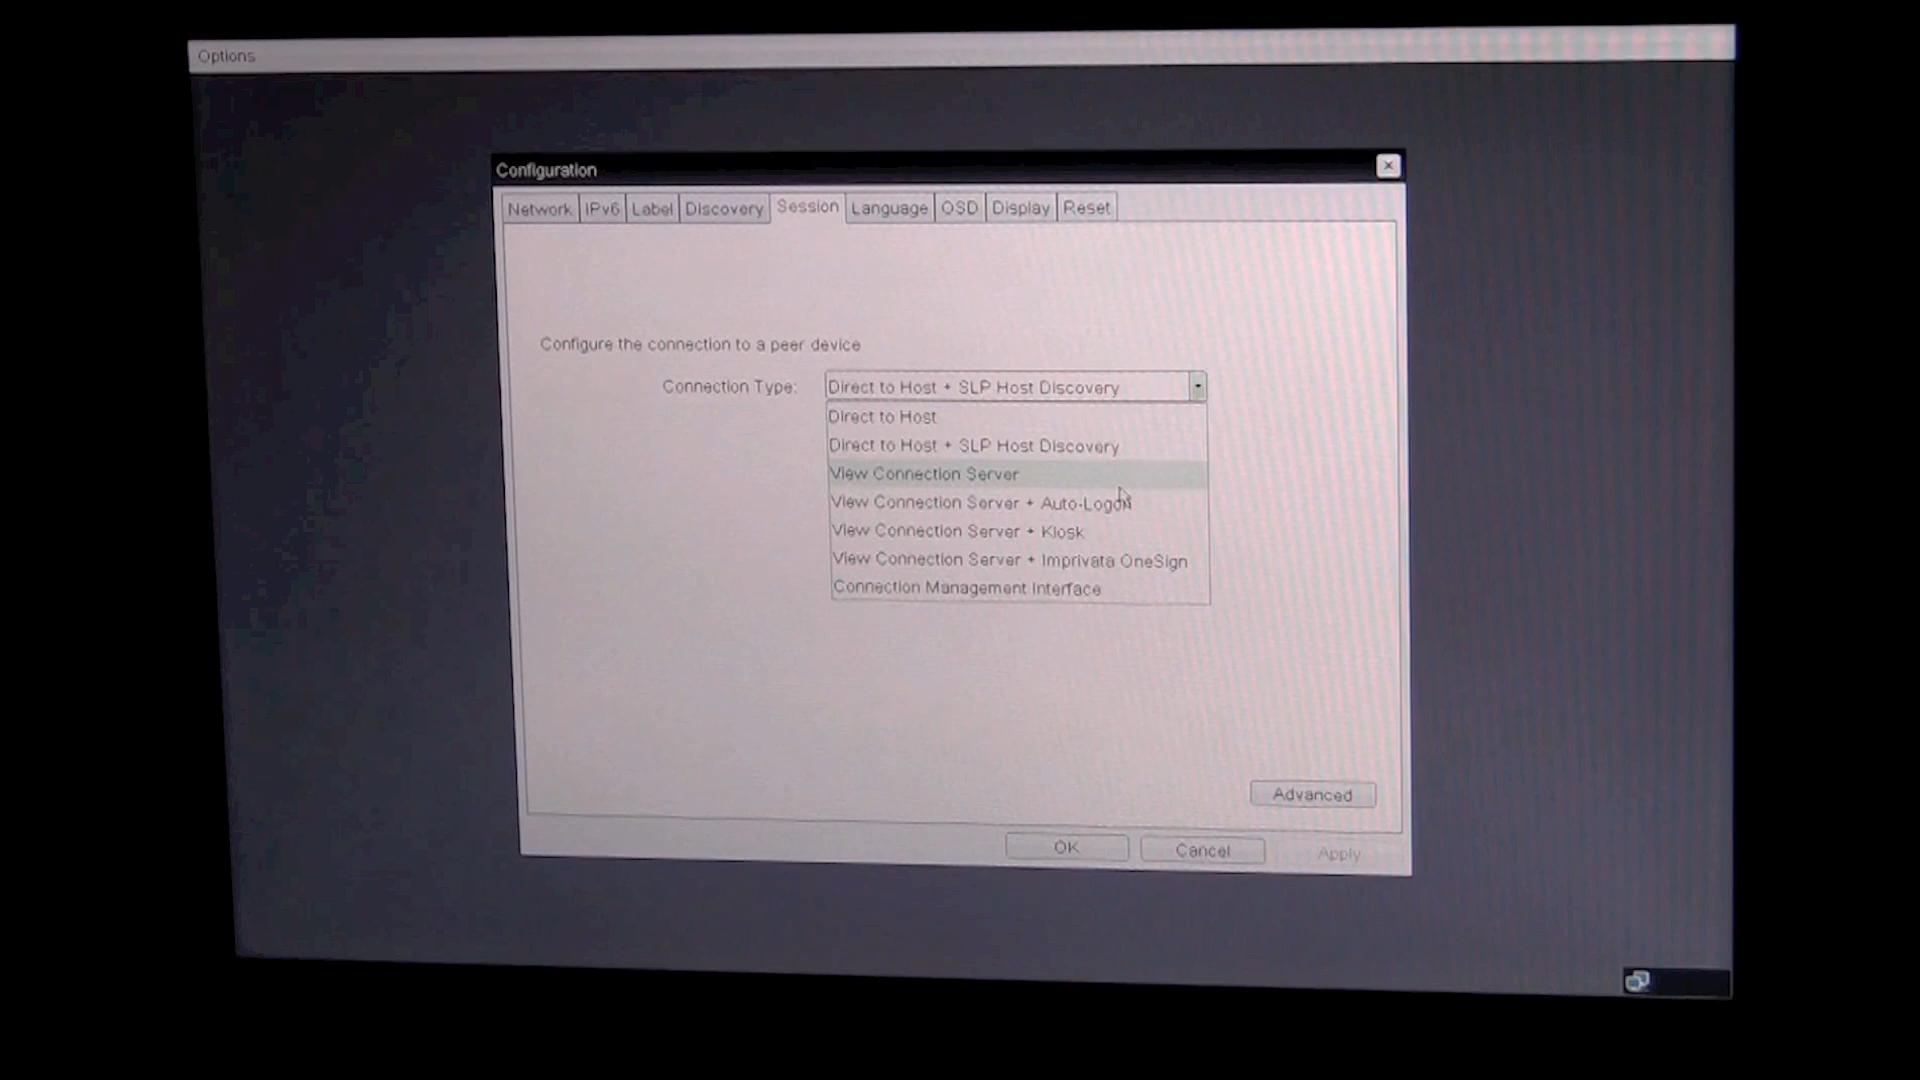 Options
Configuration
Network IPv6 Label Discovery Session Language OSD Display Reset
Configure the connection to a peer device
Connection Type: Direct to Host + SLP Host Discovery
Direct to Host
Direct to Host + SLP Host Discovery
View Connection Server
View Connection Server + Auto-Logon
View Connection Server + Kiosk
View Connection Server + Imprivata OneSign
Connection Management Interface
Advanced
OK Cancel Apply